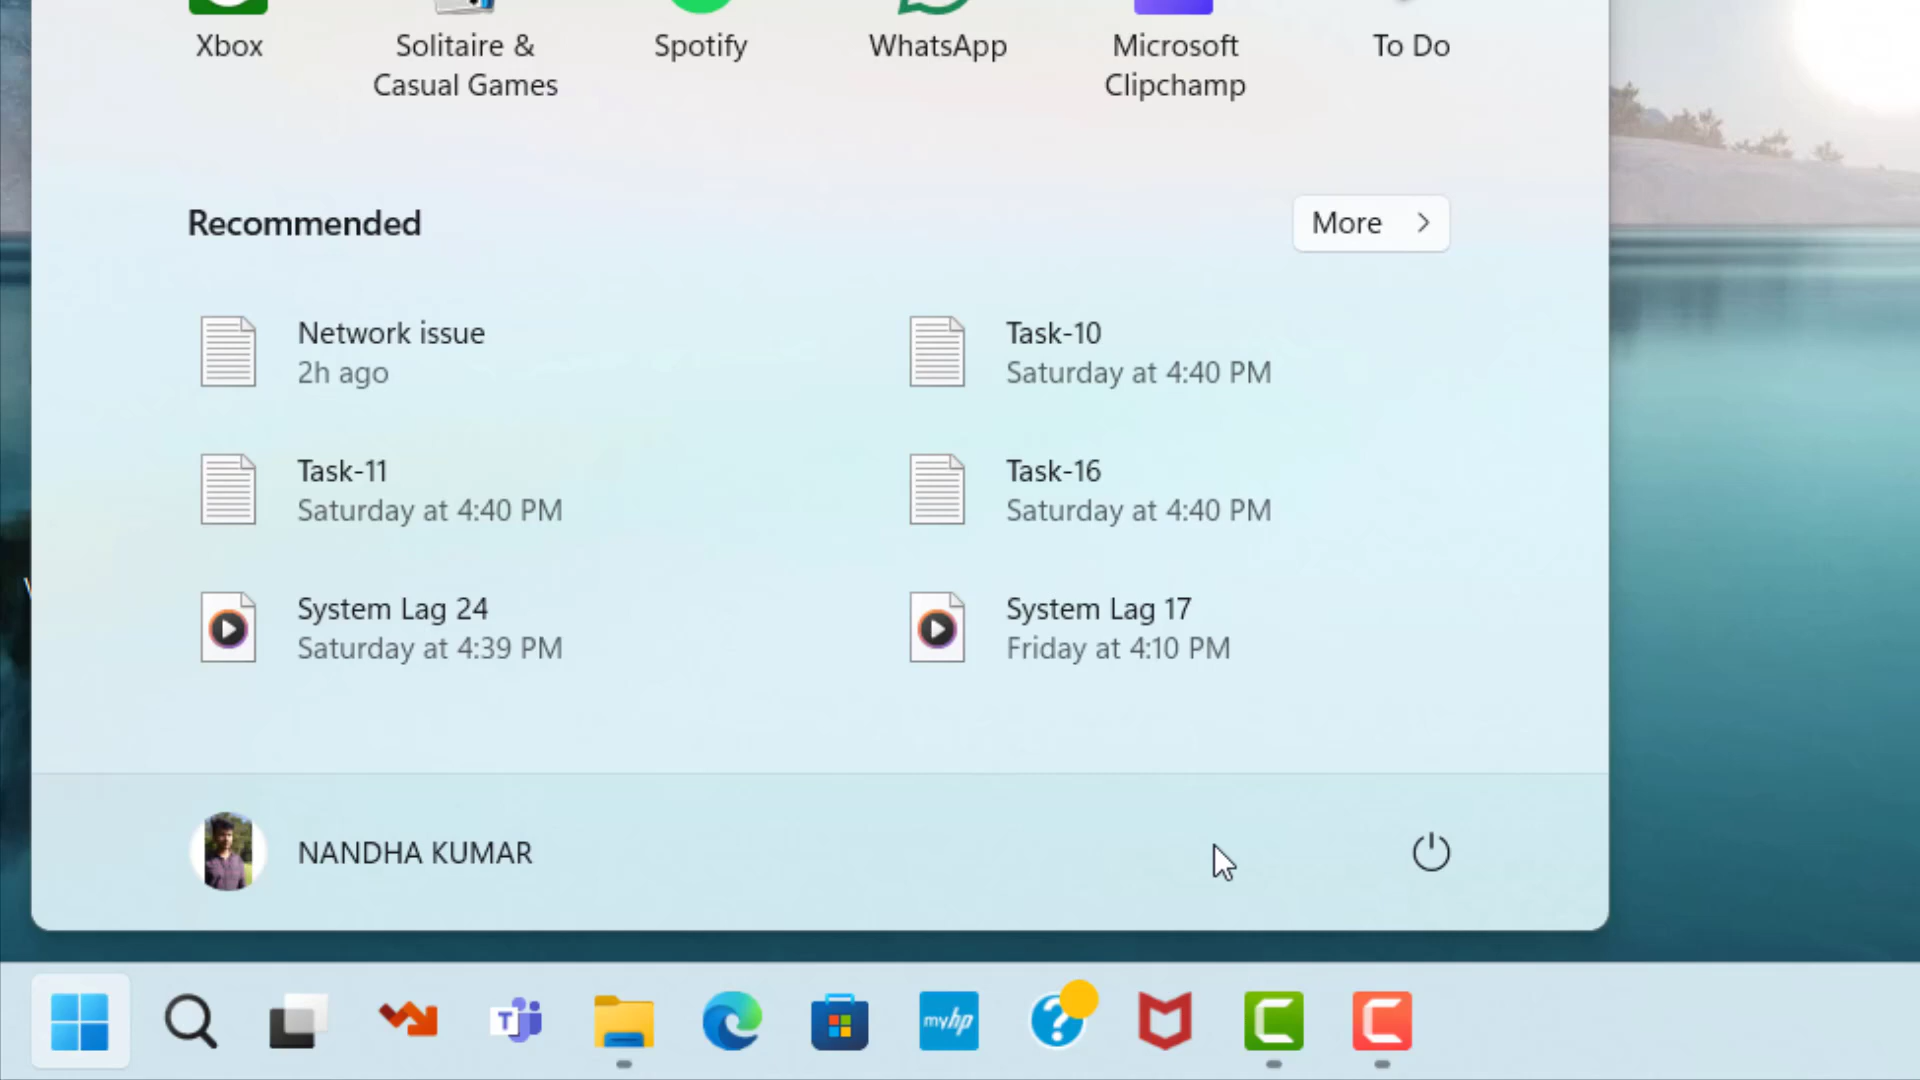 Xbox
Solitaire &
Casual Games
Spotify
WhatsApp
Microsoft
Clipchamp
To Do
Recommended
More
Network issue
2h ago
Task-10
Saturday at 4:40 PM
Task-11
Saturday at 4:40 PM
Task-16
Saturday at 4:40 PM
System Lag 24
Saturday at 4:39 PM
System Lag 17
Friday at 4:10 PM
NANDHA KUMAR
T
myhp
?
C
C